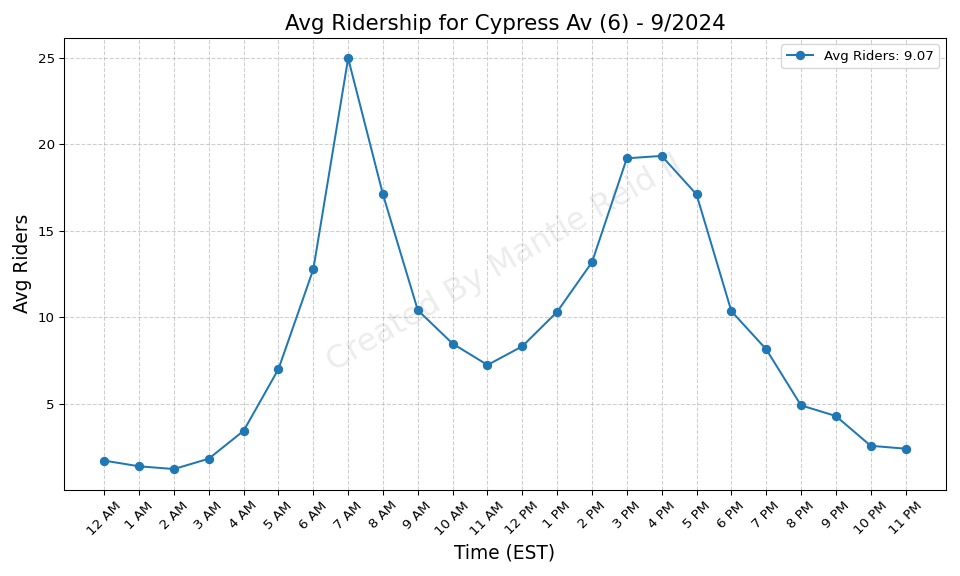 Avg Ridership for Cypress Av (6) - 9/2024
Avg Riders: 9.07
25
20
15
10
5
Avg Riders
Created By Mantle Reid II
12 AM 1 AM 2 AM 3 AM 4 AM 5 AM 6 AM 7 AM 8 AM 9 AM 10 AM 11 AM 12 PM 1 PM 2 PM 3 PM 4 PM 5 PM 6 PM 7 PM 8 PM 9 PM 10 PM 11 PM
Time (EST)